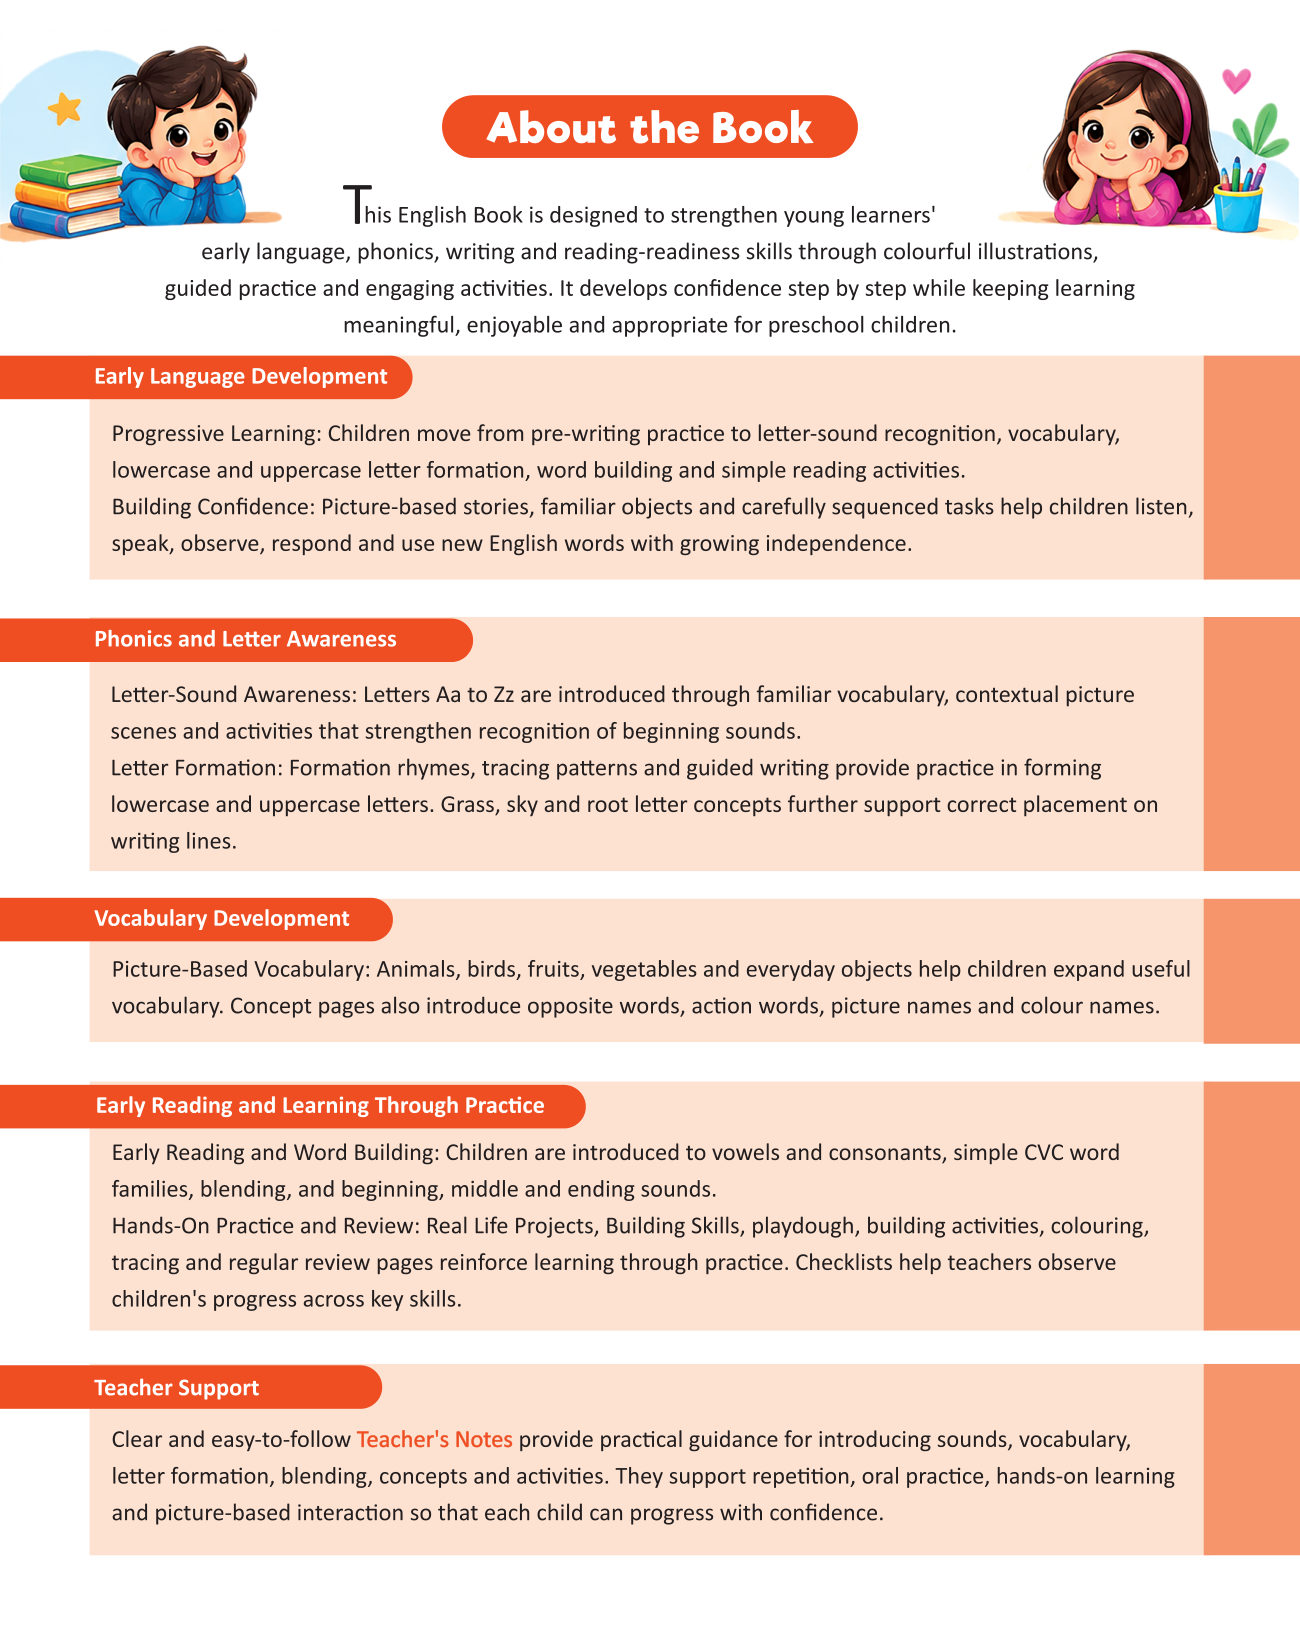 About the Book
This English Book is designed to strengthen young learners'
early language, phonics, writing and reading-readiness skills through colourful illustrations,
guided practice and engaging activities. It develops confidence step by step while keeping learning
meaningful, enjoyable and appropriate for preschool children.
Early Language Development
Progressive Learning: Children move from pre-writing practice to letter-sound recognition, vocabulary,
lowercase and uppercase letter formation, word building and simple reading activities.
Building Confidence: Picture-based stories, familiar objects and carefully sequenced tasks help children listen,
speak, observe, respond and use new English words with growing independence.
Phonics and Letter Awareness
Letter-Sound Awareness: Letters Aa to Zz are introduced through familiar vocabulary, contextual picture
scenes and activities that strengthen recognition of beginning sounds.
Letter Formation: Formation rhymes, tracing patterns and guided writing provide practice in forming
lowercase and uppercase letters. Grass, sky and root letter concepts further support correct placement on
writing lines.
Vocabulary Development
Picture-Based Vocabulary: Animals, birds, fruits, vegetables and everyday objects help children expand useful
vocabulary. Concept pages also introduce opposite words, action words, picture names and colour names.
Early Reading and Learning Through Practice
Early Reading and Word Building: Children are introduced to vowels and consonants, simple CVC word
families, blending, and beginning, middle and ending sounds.
Hands-On Practice and Review: Real Life Projects, Building Skills, playdough, building activities, colouring,
tracing and regular review pages reinforce learning through practice. Checklists help teachers observe
children's progress across key skills.
Teacher Support
Clear and easy-to-follow Teacher's Notes provide practical guidance for introducing sounds, vocabulary,
letter formation, blending, concepts and activities. They support repetition, oral practice, hands-on learning
and picture-based interaction so that each child can progress with confidence.